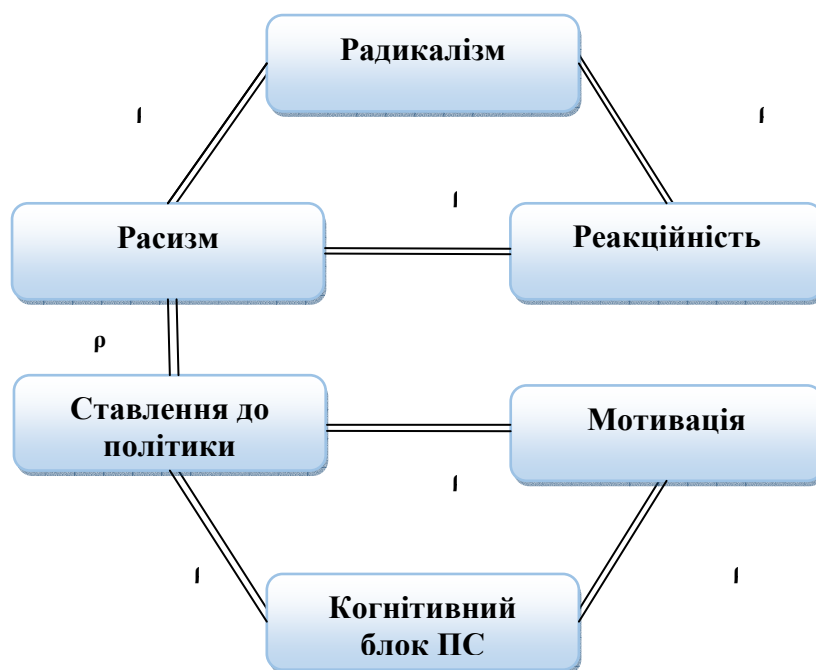 Радикалізм
Расизм
Реакційність
ρ
Ставлення до
політики
Мотивація
Когнітивний
блок ПС